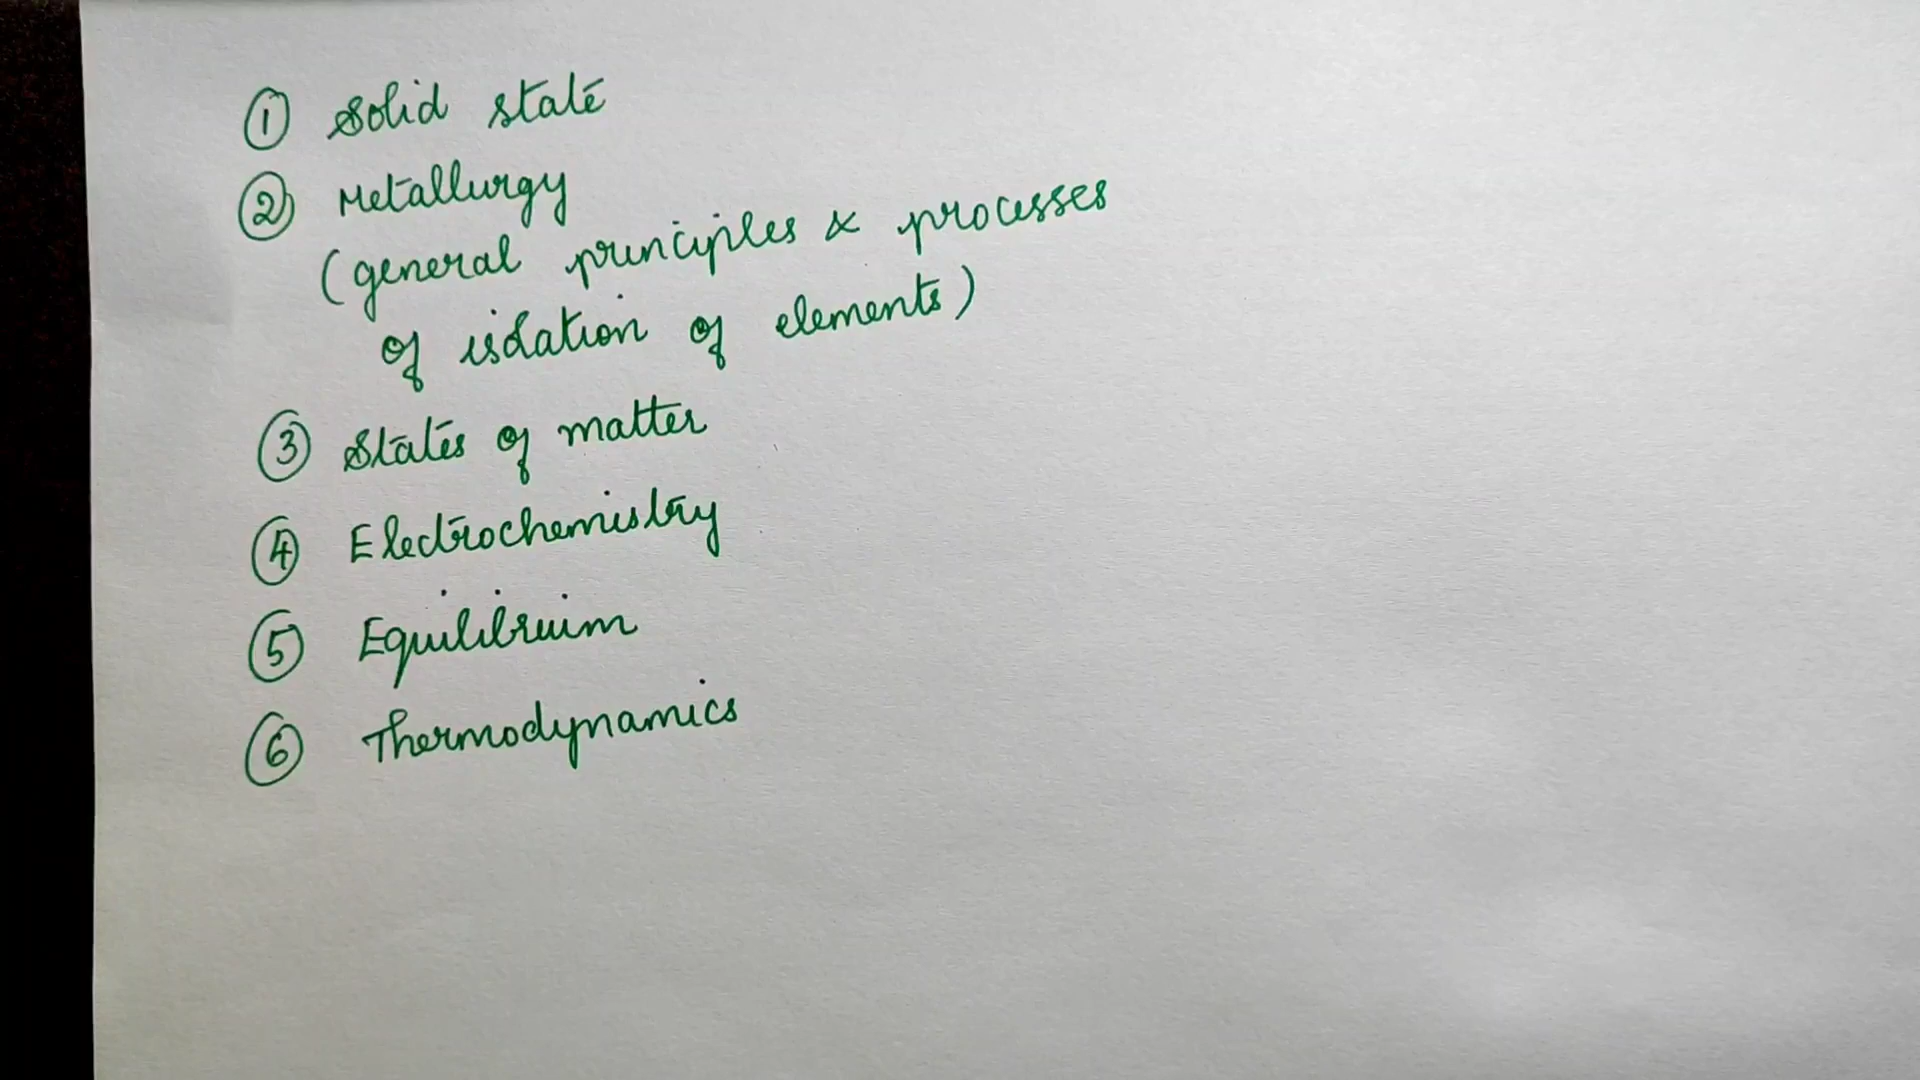 ① Solid state
② Metallurgy
(general principles & processes
of isolation of elements)
③ States of matter
④ Electrochemistry
⑤ Equilibrium
⑥ Thermodynamics